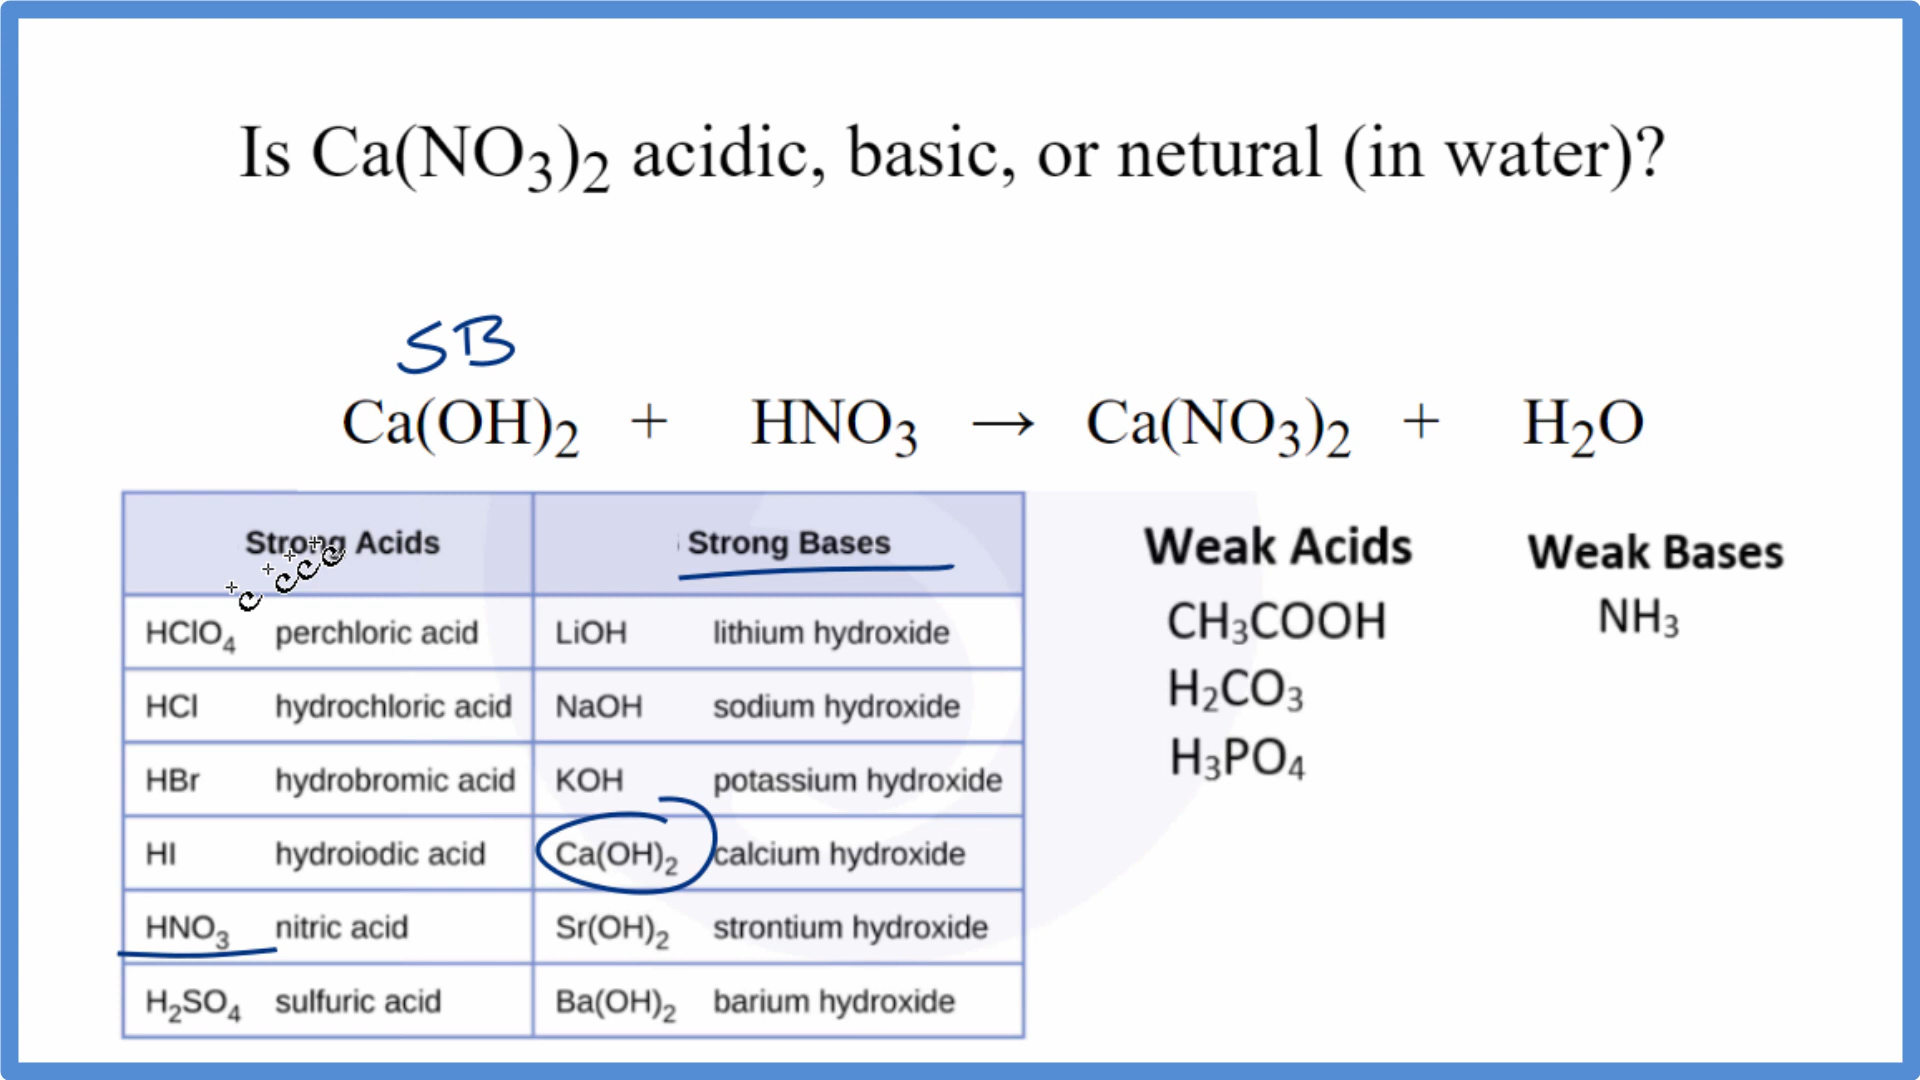 Is Ca(NO₃)₂ acidic, basic, or netural (in water)?
SB
Ca(OH)₂ + HNO₃ → Ca(NO₃)₂ + H₂O
Strong Acids Strong Bases
HClO₄ perchloric acid LiOH lithium hydroxide
HCl hydrochloric acid NaOH sodium hydroxide
HBr hydrobromic acid KOH potassium hydroxide
HI hydroiodic acid Ca(OH)₂ calcium hydroxide
HNO₃ nitric acid Sr(OH)₂ strontium hydroxide
H₂SO₄ sulfuric acid Ba(OH)₂ barium hydroxide
Weak Acids Weak Bases
CH₃COOH NH₃
H₂CO₃
H₃PO₄